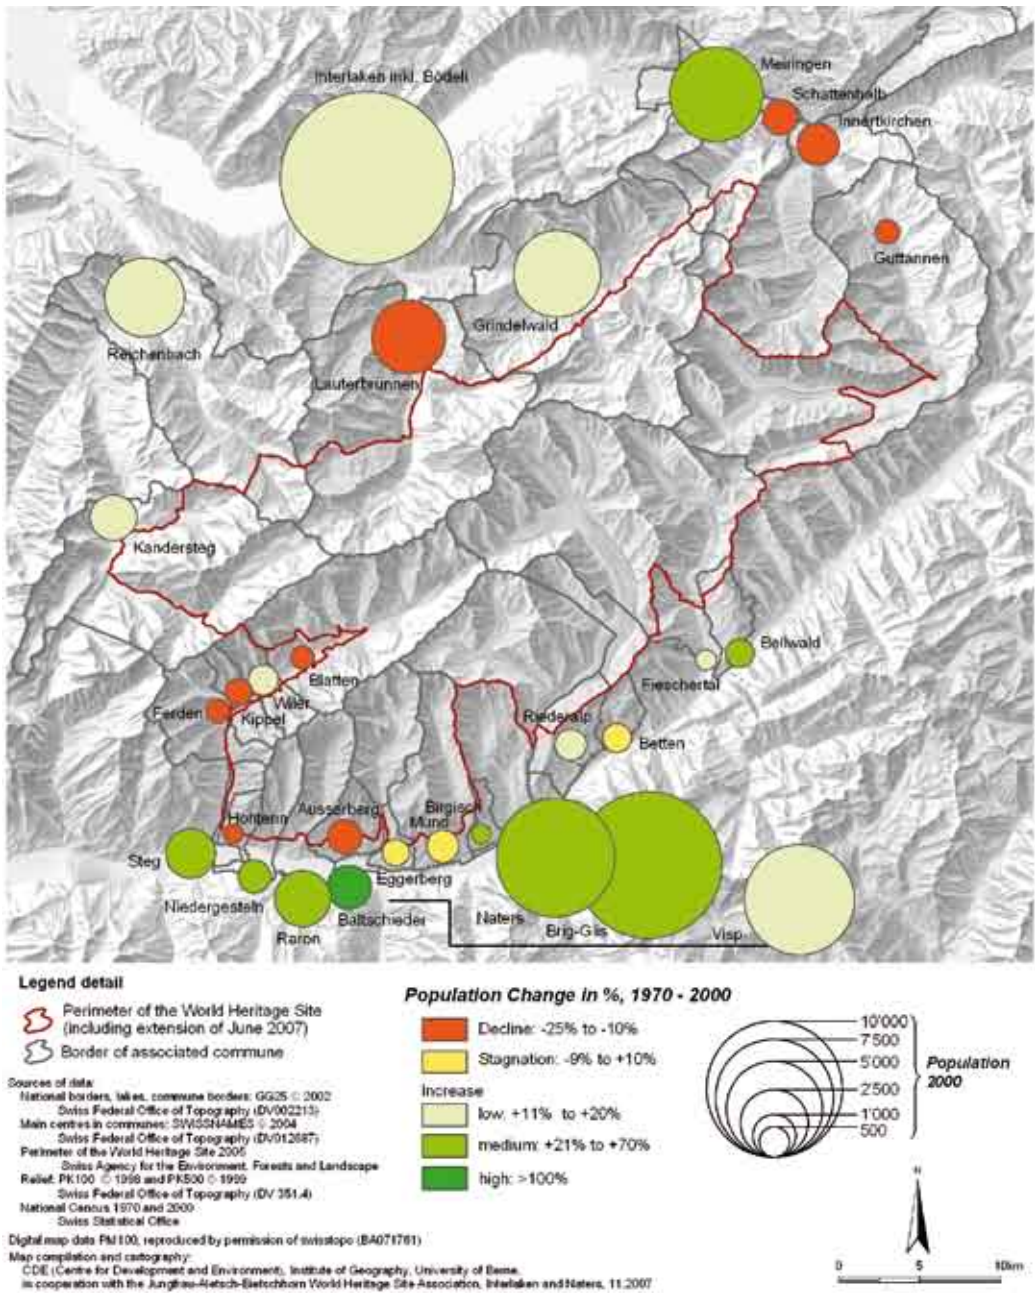 Interlaken inkl. Bödeli
Meiringen
Schattenhalb
Innertkirchen
Guttannen
Grindelwald
Reichenbach
Lauterbrunnen
Kandersteg
Bellwald
Fieschertal
Blatten
Wiler
Kippel
Ferden
Riederalp
Betten
Hohtenn
Ausserberg
Birgisch
Mund
Eggerberg
Steg
Niedergesteln
Raron
Baltschieder
Naters
Brig-Glis
Visp
Legend detail
Perimeter of the World Heritage Site
(including extension of June 2007)
Border of associated commune
Sources of data:
National borders, lakes, commune borders: GG25 © 2002
Swiss Federal Office of Topography (DV002213)
Main centres in communes: SWISSNAMES © 2004
Swiss Federal Office of Topography (DV012687)
Perimeter of the World Heritage Site 2005
Swiss Agency for the Environment, Forests and Landscape
Relief: PK100 © 1998 and PK500 © 1999
Swiss Federal Office of Topography (DV 351.4)
National Census 1970 and 2000
Swiss Statistical Office
Digital map data PM100, reproduced by permission of swisstopo (BA071761)
Map compilation and cartography:
CDE (Centre for Development and Environment), Institute of Geography, University of Berne,
in cooperation with the Jungfrau-Aletsch-Bietschhorn World Heritage Site Association, Interlaken and Naters, 11.2007
Population Change in %, 1970 - 2000
Decline: -25% to -10%
Stagnation: -9% to +10%
Increase
low: +11% to +20%
medium: +21% to +70%
high: >100%
10'000
7'500
5'000
2'500
1'000
500
Population
2000
N
0 5 10km